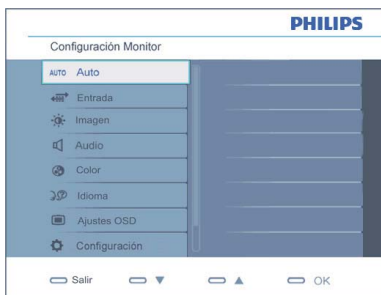 PHILIPS
Configuración Monitor
AUTO Auto
Entrada
Imagen
Audio
Color
Idioma
Ajustes OSD
Configuración
Salir ▼ ▲ OK